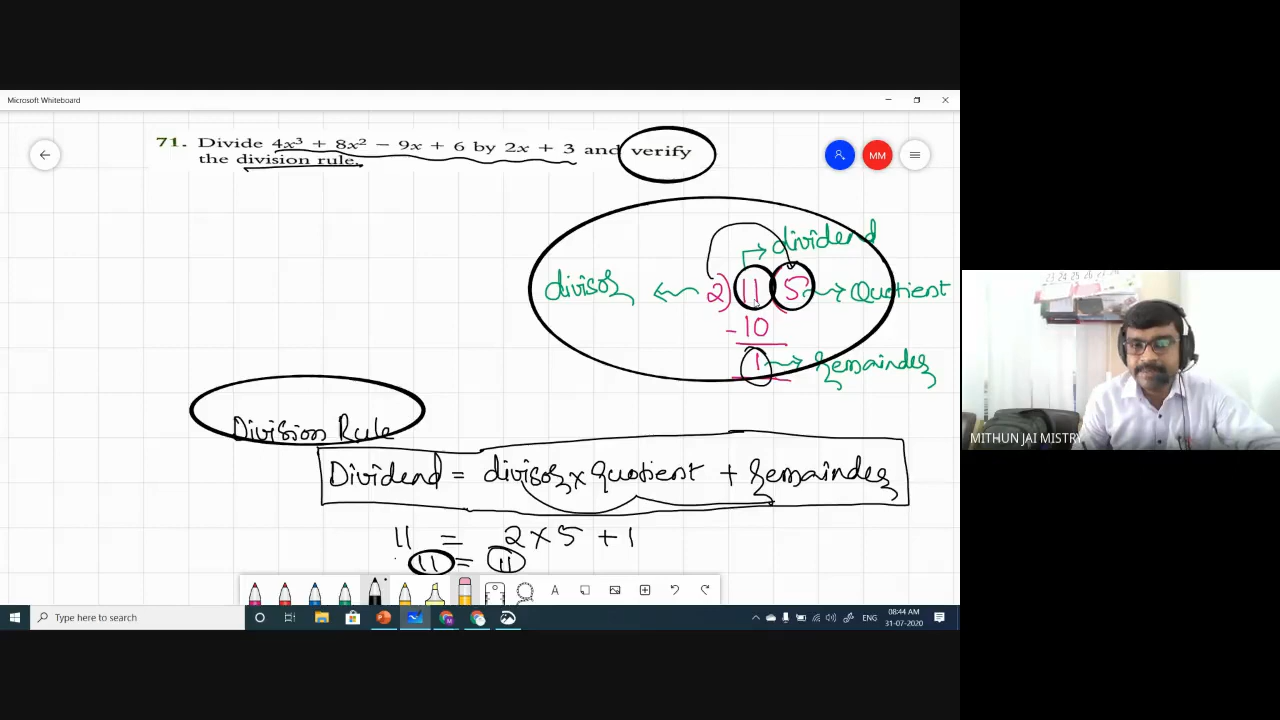 Microsoft Whiteboard
71. Divide 4x³ + 8x² − 9x + 6 by 2x + 3 and verify
the division rule.
MM
dividend
divisor ← 2) 11 ( 5 → Quotient
- 10
1 → Remainder
Division Rule
Dividend = divisor × Quotient + Remainder
11 = 2 × 5 + 1
11 = 11
MITHUN JAI MISTRY
Type here to search
ENG
08:44 AM
31-07-2020